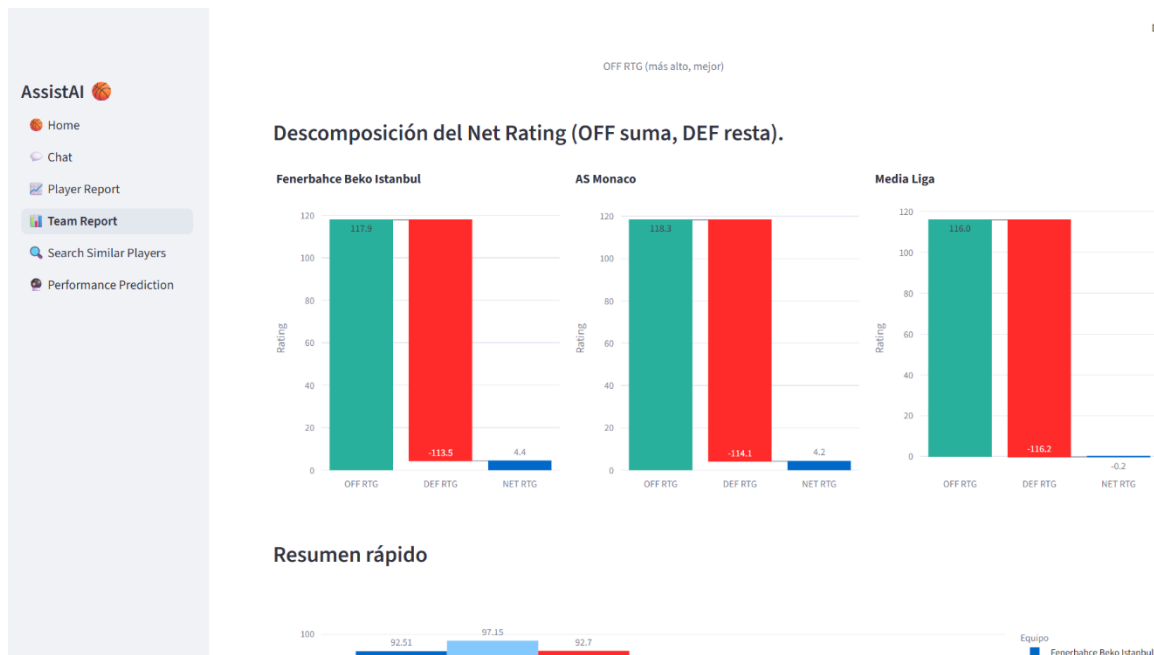 D
OFF RTG (más alto, mejor)
AssistAI
Home
Chat
Player Report
Team Report
Search Similar Players
Performance Prediction
Descomposición del Net Rating (OFF suma, DEF resta).
Fenerbahce Beko Istanbul
120
100
80
60
40
20
0
Rating
117.9
-113.5
4.4
OFF RTG DEF RTG NET RTG
AS Monaco
120
100
80
60
40
20
0
Rating
118.3
-114.1
4.2
OFF RTG DEF RTG NET RTG
Media Liga
120
100
80
60
40
20
0
Rating
116.0
-116.2
-0.2
OFF RTG DEF RTG NET RTG
Resumen rápido
100
92.51
97.15
92.7
Equipo
Fenerbahce Beko Istanbul